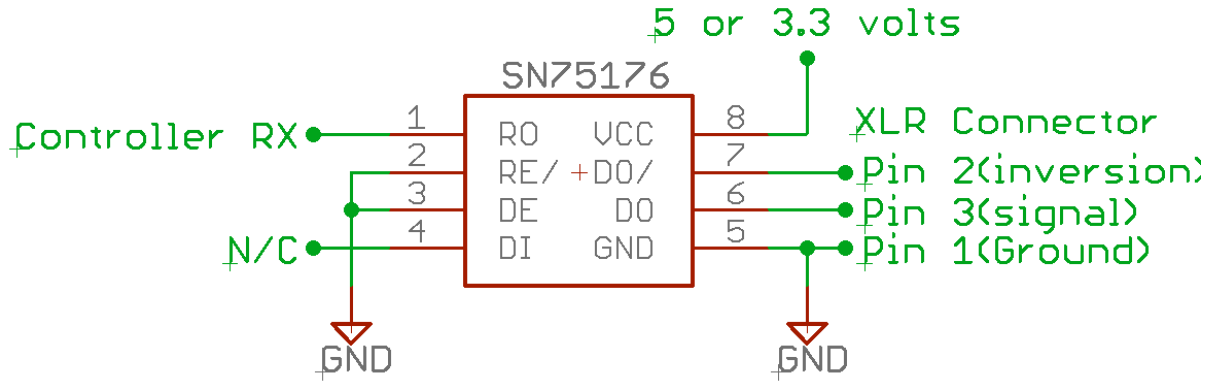 5 or 3.3 volts
SN75176
Controller RX 1 RO VCC 8 XLR Connector
2 RE/ DO/ 7 Pin 2(inversion)
3 DE DO 6 Pin 3(signal)
N/C 4 DI GND 5 Pin 1(Ground)
GND GND